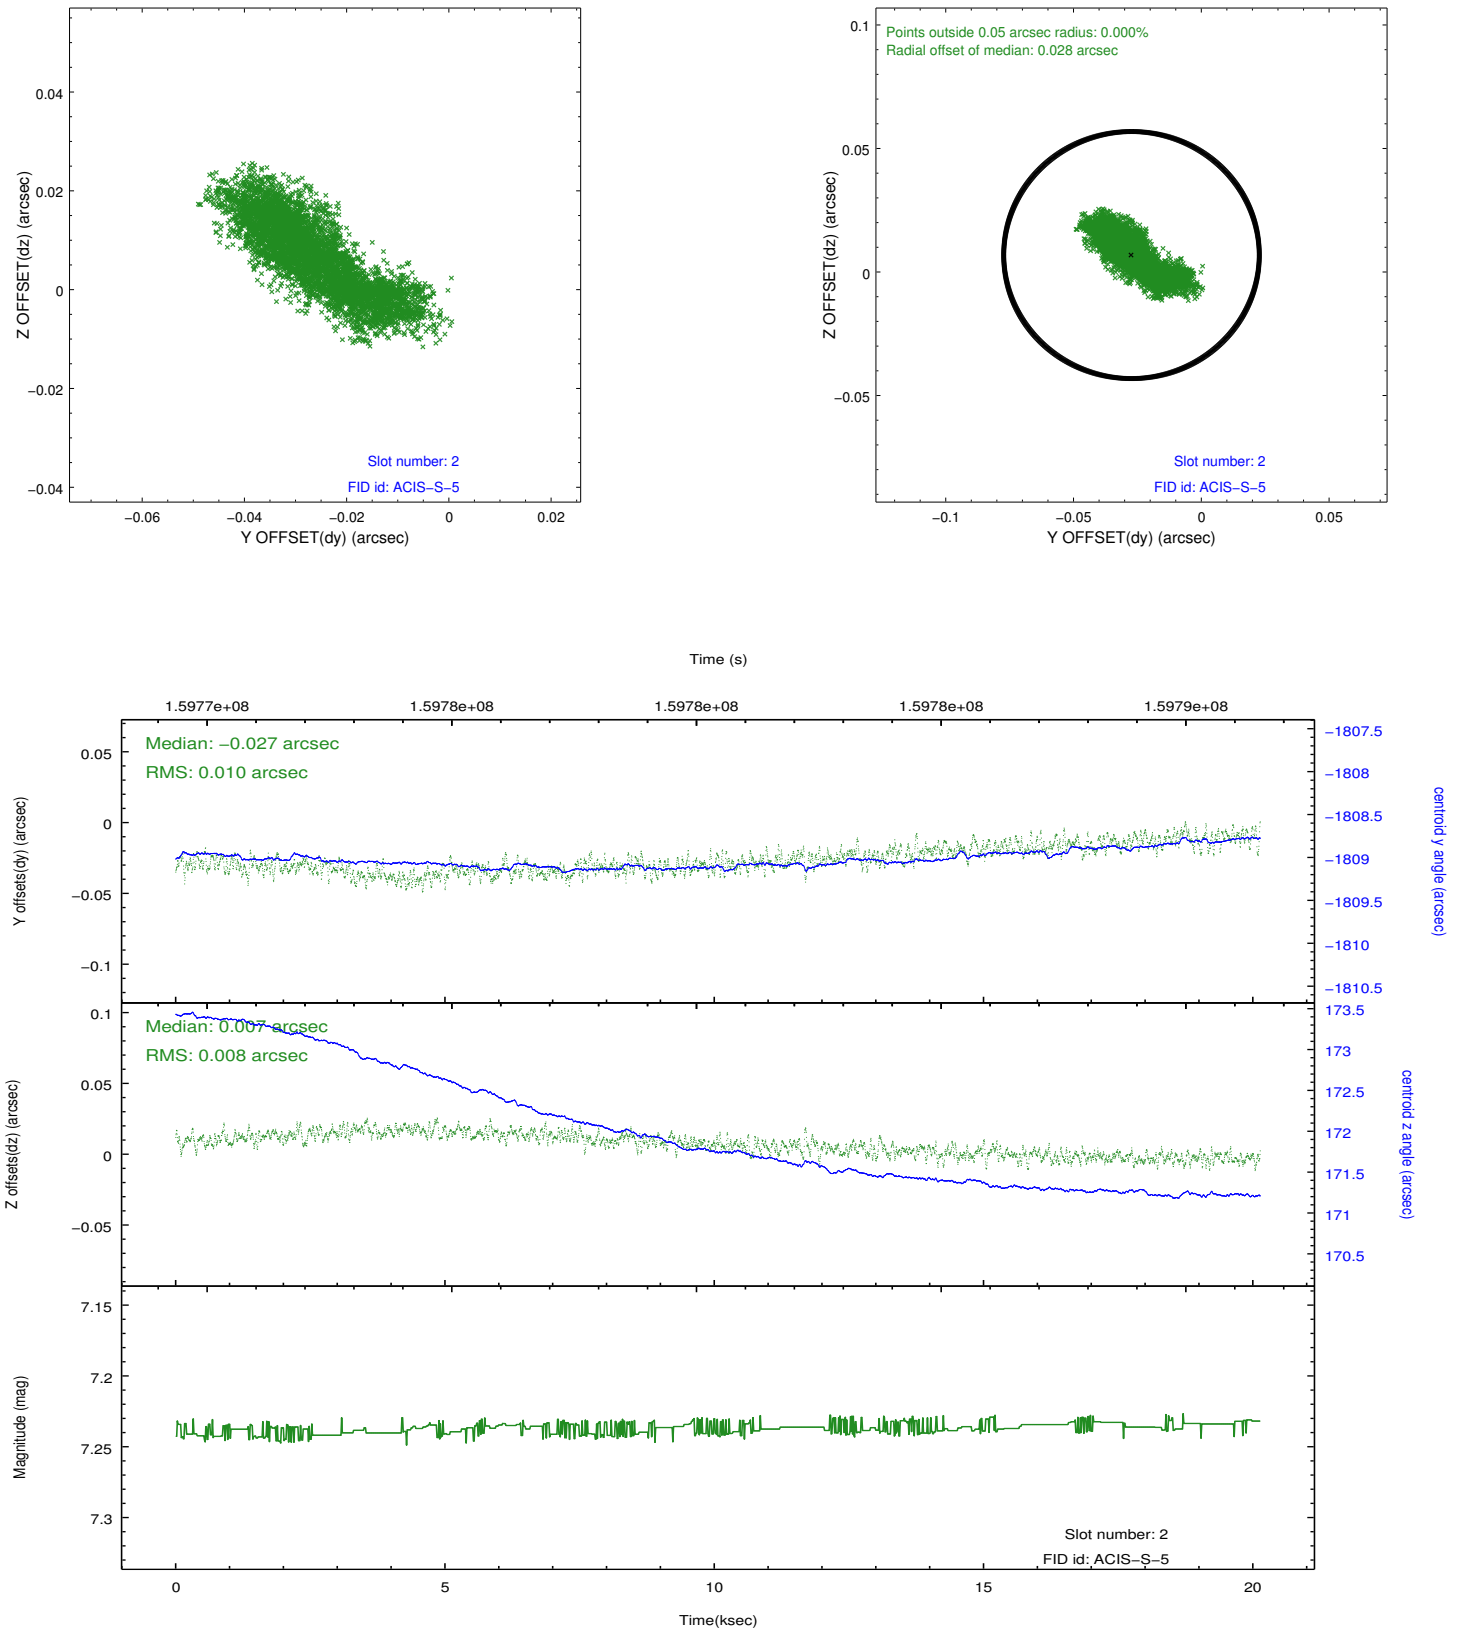 0.04
0.02
0
−0.02
−0.04
Z OFFSET(dz) (arcsec)
Slot number: 2
FID id: ACIS−S−5
−0.06
−0.04
−0.02
0
0.02
Y OFFSET(dy) (arcsec)
Points outside 0.05 arcsec radius: 0.000%
Radial offset of median: 0.028 arcsec
0.1
0.05
0
−0.05
Z OFFSET(dz) (arcsec)
Slot number: 2
FID id: ACIS−S−5
−0.1
−0.05
0
0.05
Y OFFSET(dy) (arcsec)
Time (s)
1.5977e+08
1.5978e+08
1.5978e+08
1.5978e+08
1.5979e+08
Median: −0.027 arcsec
RMS: 0.010 arcsec
0.05
0
−0.05
−0.1
Y offsets(dy) (arcsec)
−1807.5
−1808
−1808.5
−1809
−1809.5
−1810
−1810.5
centroid y angle (arcsec)
Median: 0.007 arcsec
RMS: 0.008 arcsec
0.1
0.05
0
−0.05
Z offsets(dz) (arcsec)
173.5
173
172.5
172
171.5
171
170.5
centroid z angle (arcsec)
7.15
7.2
7.25
7.3
Magnitude (mag)
Slot number: 2
FID id: ACIS−S−5
0
5
10
15
20
Time(ksec)